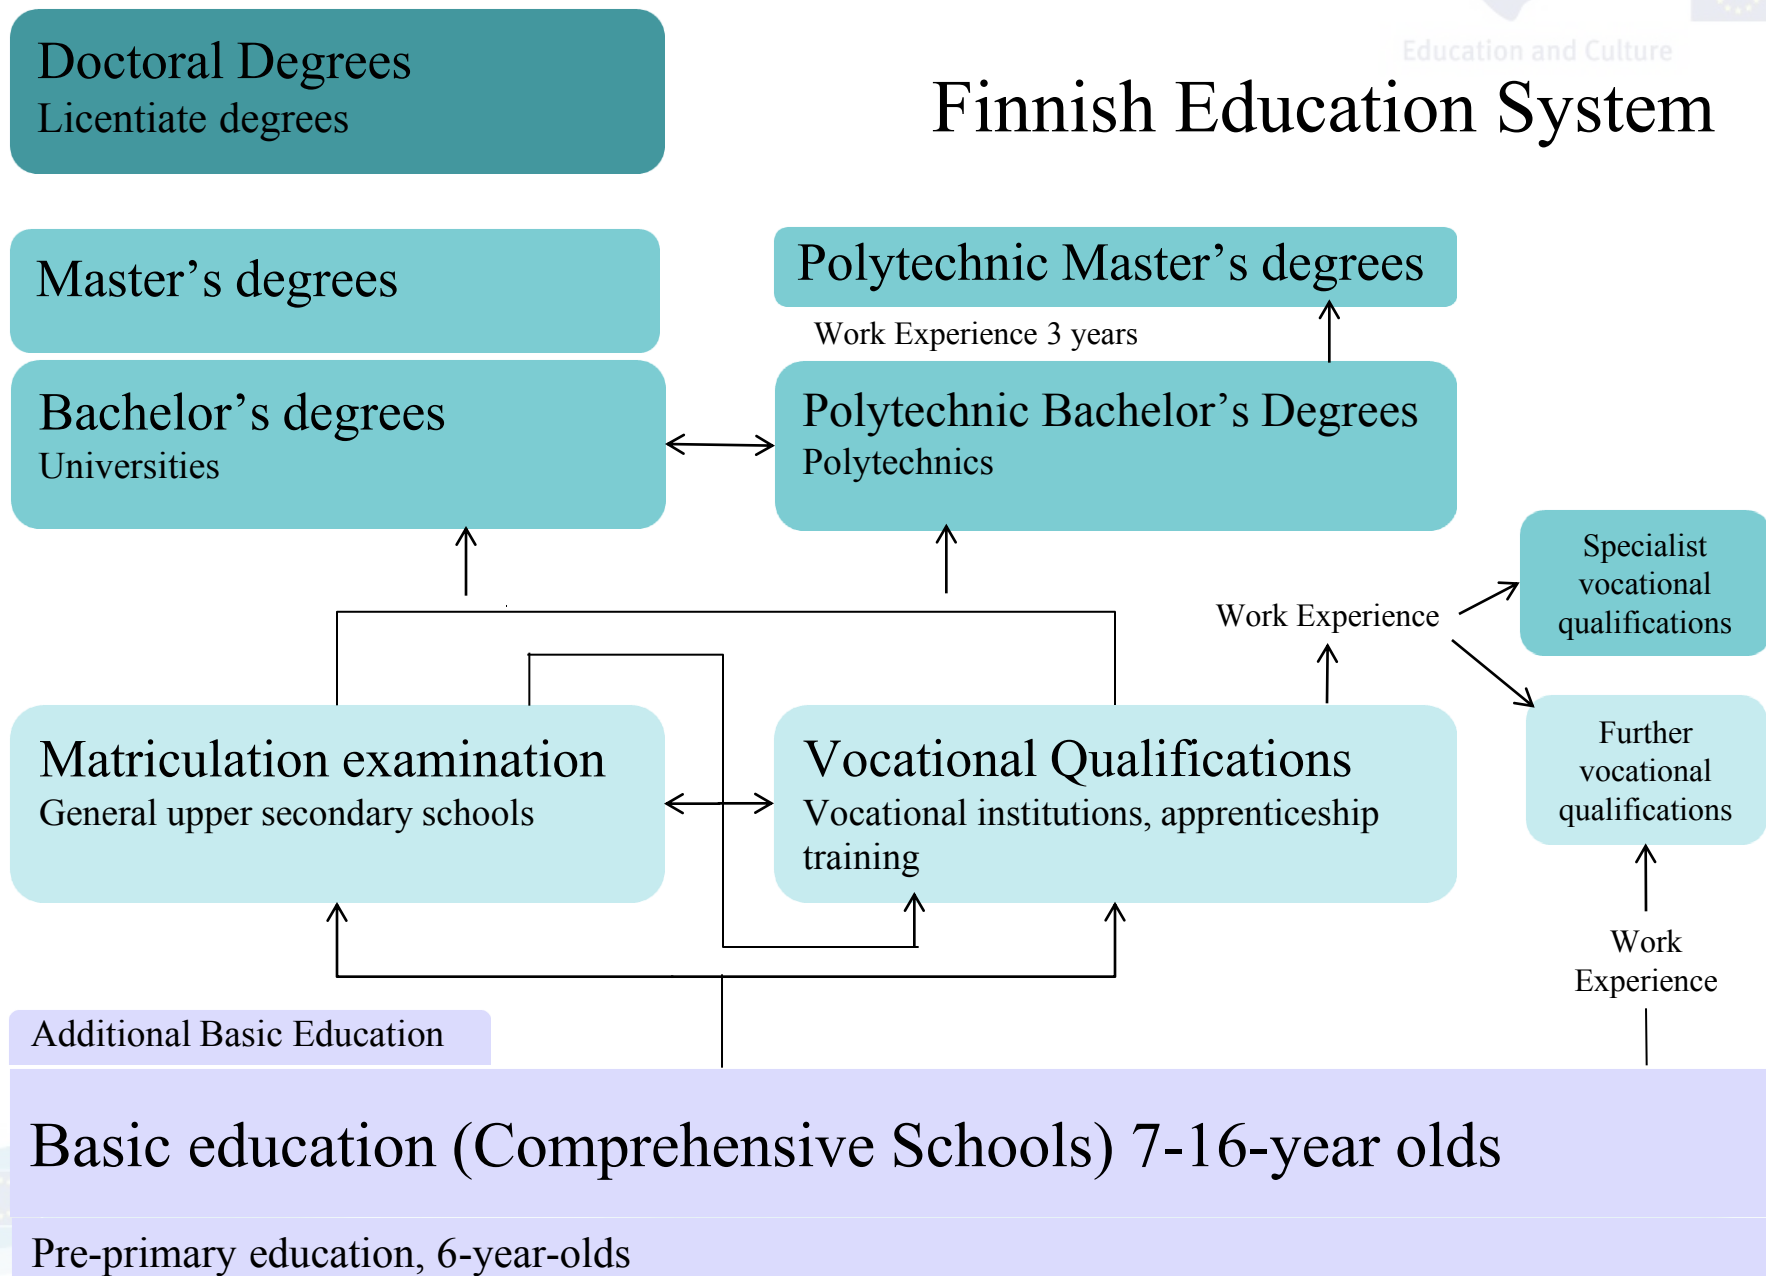 Education and Culture
Finnish Education System
Doctoral Degrees
Licentiate degrees
Master’s degrees
Polytechnic Master’s degrees
Work Experience 3 years
Bachelor’s degrees
Universities
Polytechnic Bachelor’s Degrees
Polytechnics
Specialist
vocational
qualifications
Work Experience
Matriculation examination
General upper secondary schools
Vocational Qualifications
Vocational institutions, apprenticeship
training
Further
vocational
qualifications
Work
Experience
Additional Basic Education
Basic education (Comprehensive Schools) 7-16-year olds
Pre-primary education, 6-year-olds